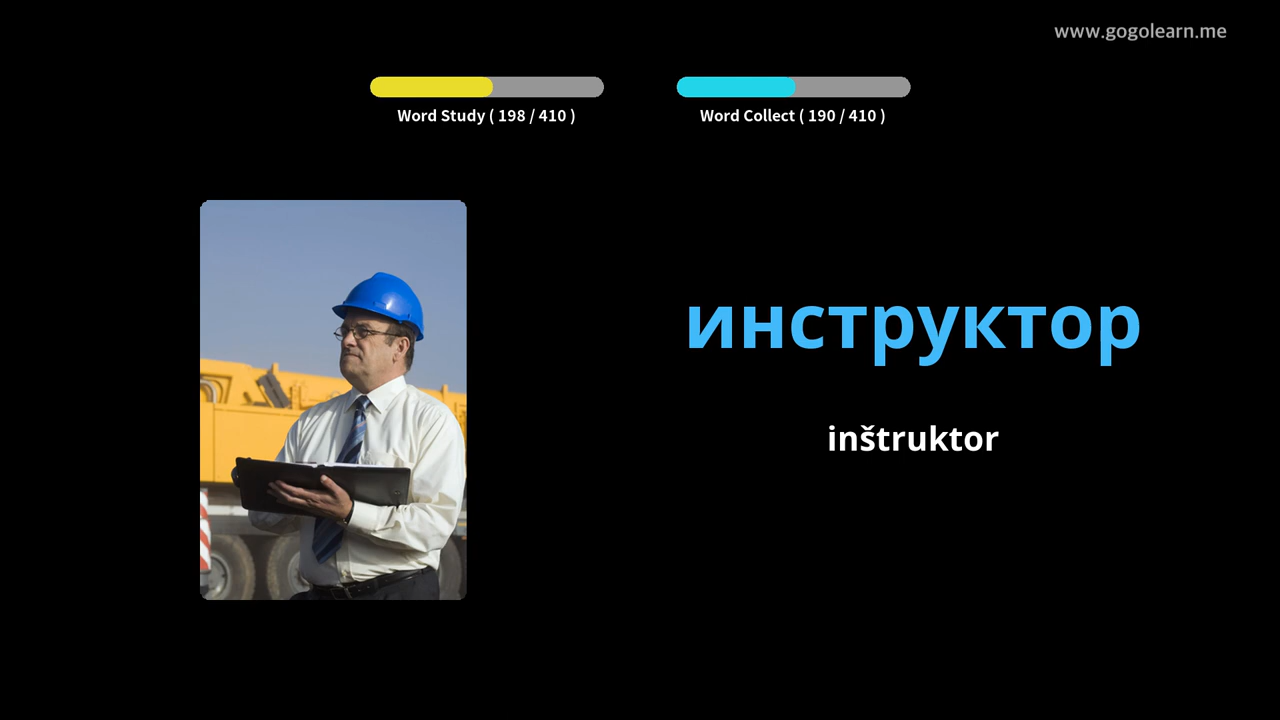 www.gogolearn.me
Word Study ( 198 / 410 )
Word Collect ( 190 / 410 )
инструктор
inštruktor